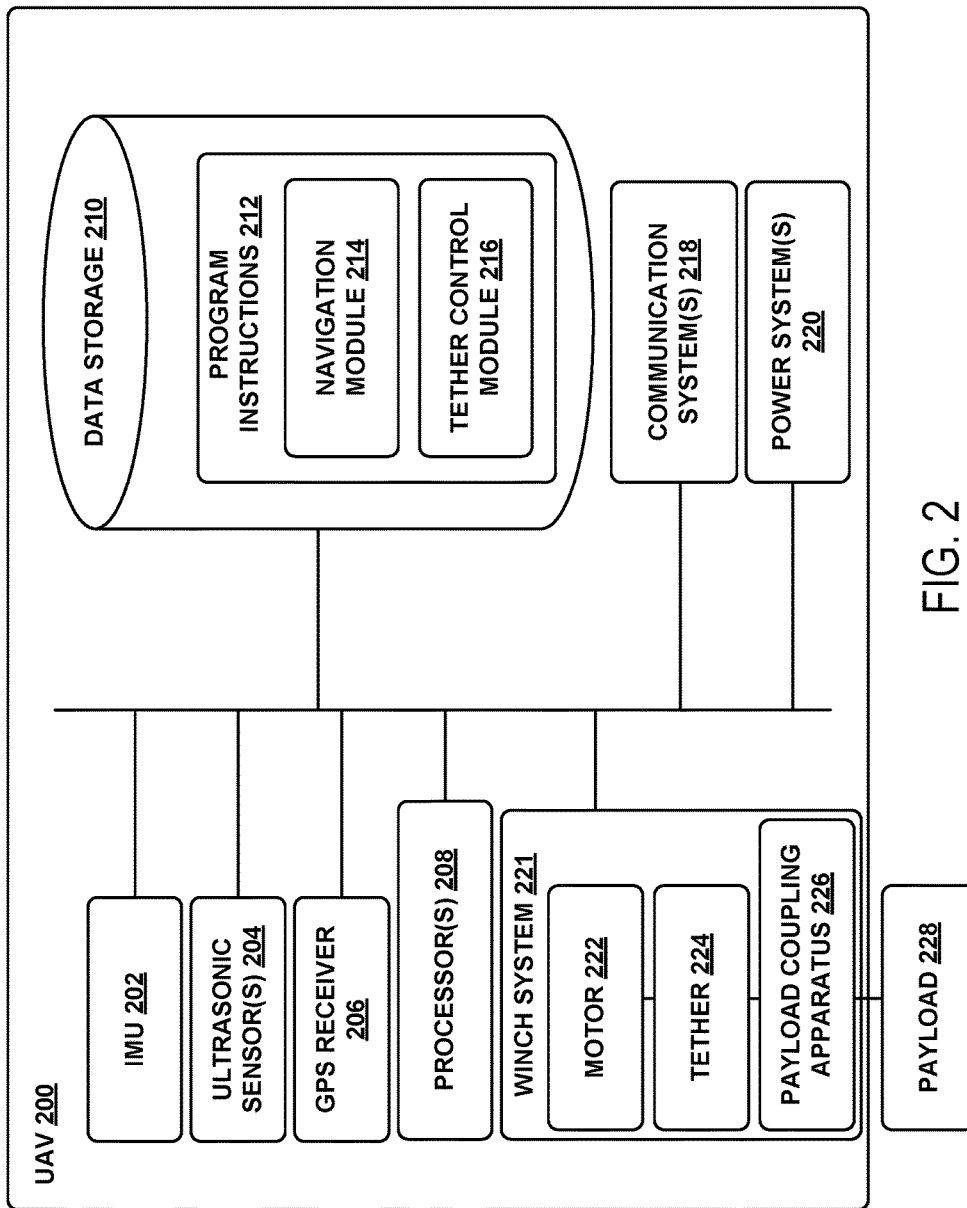 UAV 200
IMU 202
ULTRASONIC
SENSOR(S) 204
GPS RECEIVER
206
PROCESSOR(S) 208
WINCH SYSTEM 221
MOTOR 222
TETHER 224
PAYLOAD COUPLING
APPARATUS 226
PAYLOAD 228
DATA STORAGE 210
PROGRAM
INSTRUCTIONS 212
NAVIGATION
MODULE 214
TETHER CONTROL
MODULE 216
COMMUNICATION
SYSTEM(S) 218
POWER SYSTEM(S)
220
FIG. 2